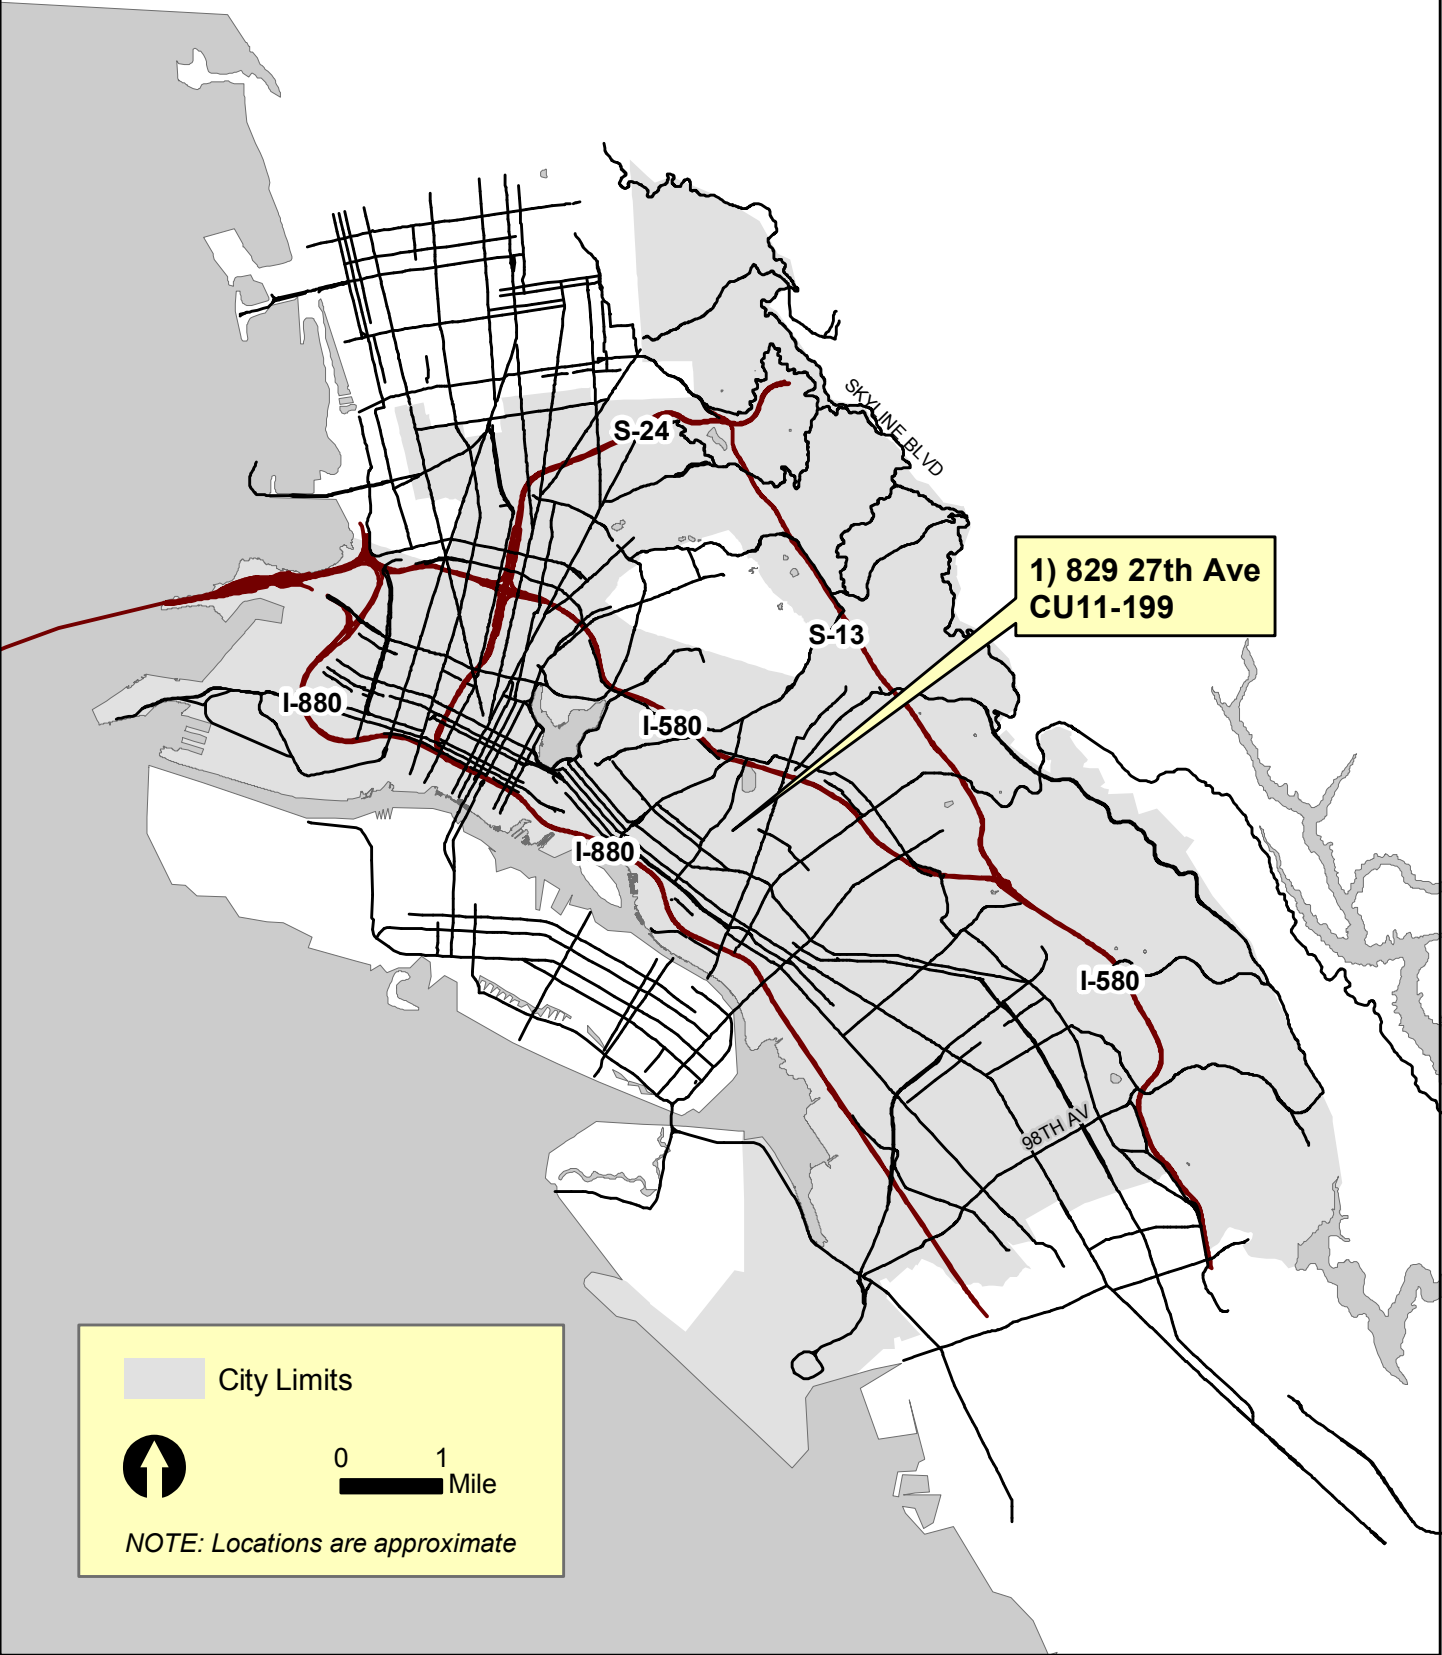 S-24
SKYLINE BLVD
1) 829 27th Ave
CU11-199
S-13
I-880
I-580
I-880
I-580
98TH AV
City Limits
0 1
Mile
NOTE: Locations are approximate